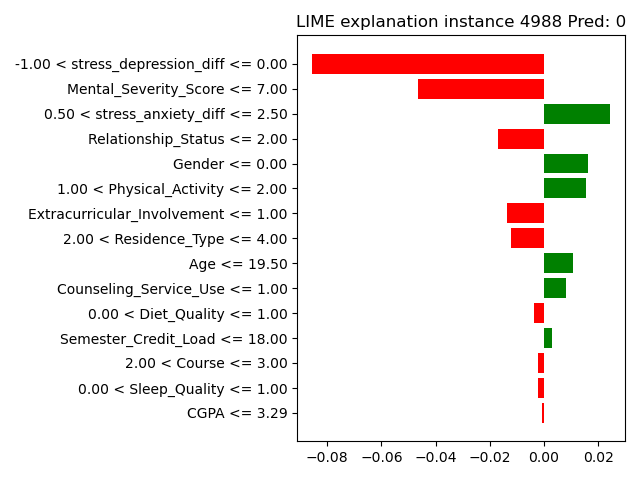 LIME explanation instance 4988 Pred: 0
-1.00 < stress_depression_diff <= 0.00
Mental_Severity_Score <= 7.00
0.50 < stress_anxiety_diff <= 2.50
Relationship_Status <= 2.00
Gender <= 0.00
1.00 < Physical_Activity <= 2.00
Extracurricular_Involvement <= 1.00
2.00 < Residence_Type <= 4.00
Age <= 19.50
Counseling_Service_Use <= 1.00
0.00 < Diet_Quality <= 1.00
Semester_Credit_Load <= 18.00
2.00 < Course <= 3.00
0.00 < Sleep_Quality <= 1.00
CGPA <= 3.29
−0.08 −0.06 −0.04 −0.02 0.00 0.02